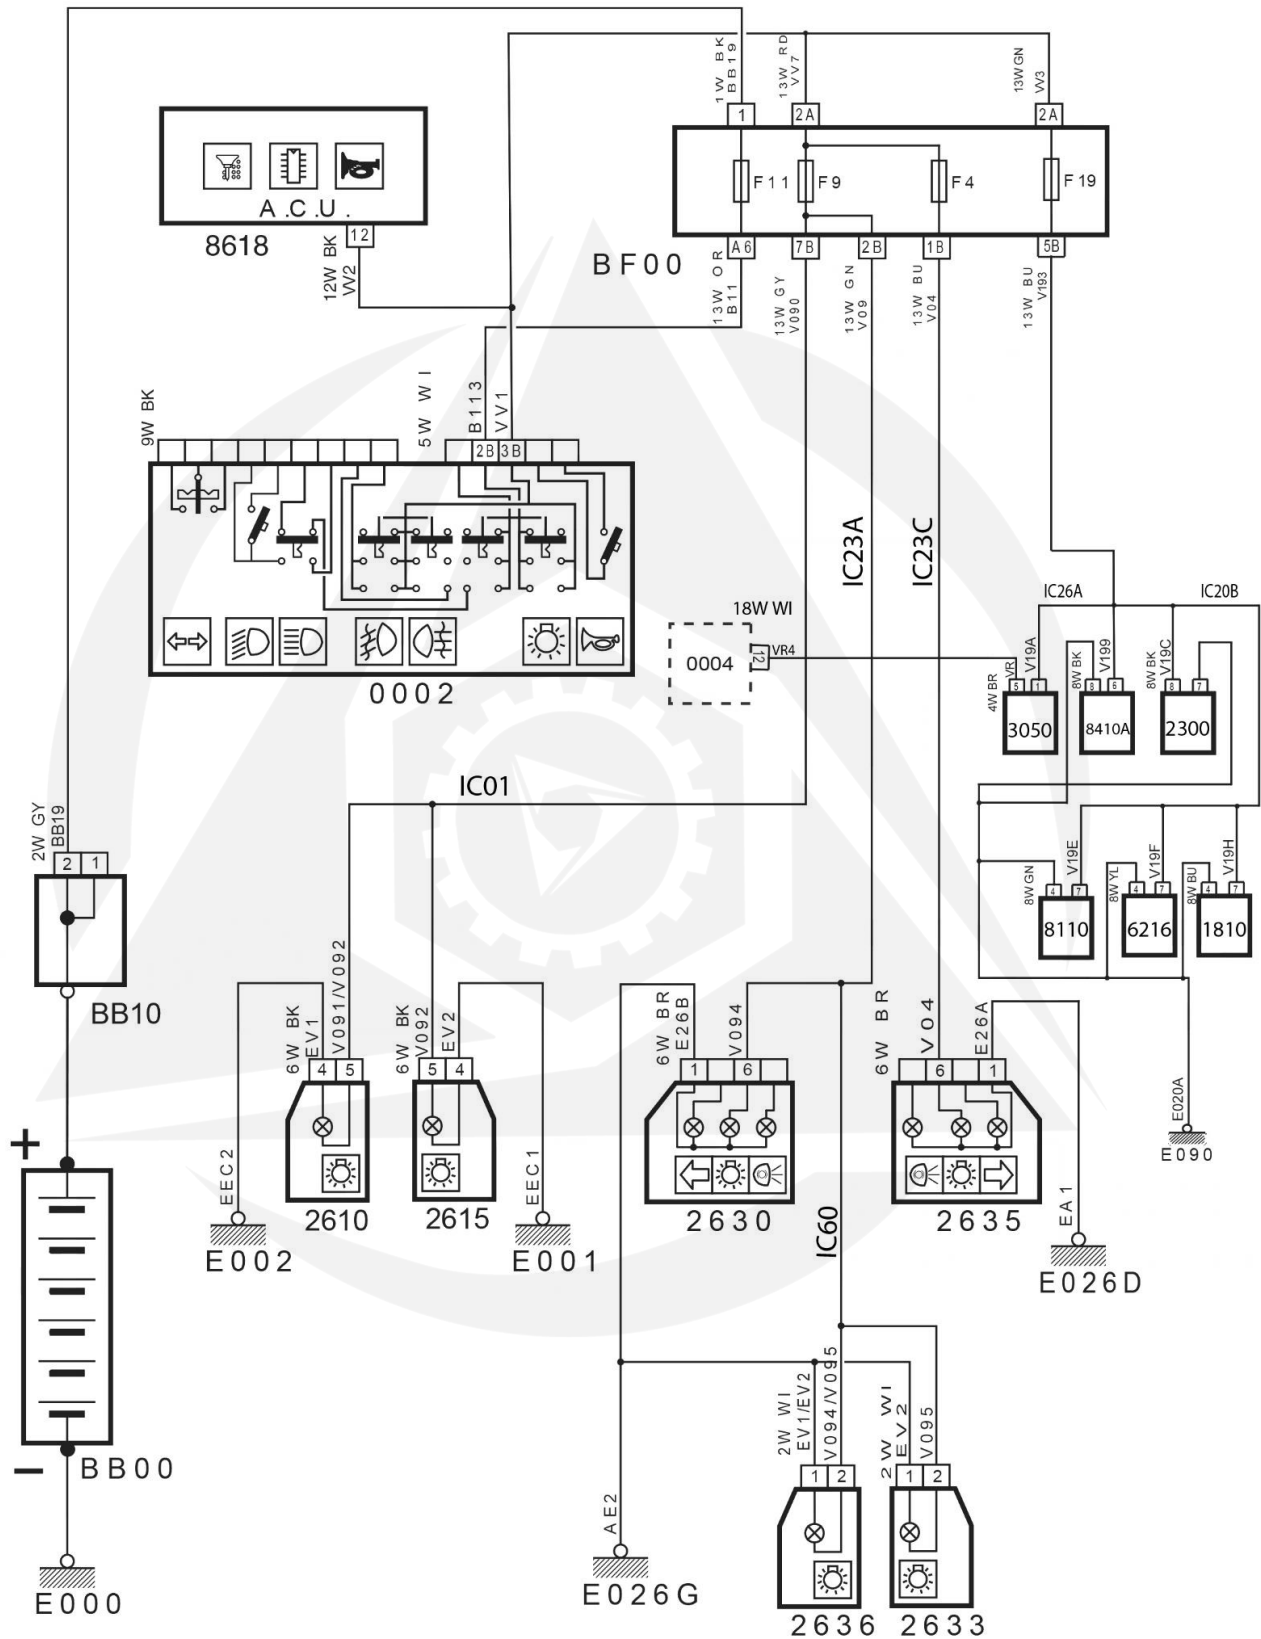 1W BK
BB19
13W RD
VV7
13W GN
VV3
1
2A
2A
F11
F9
F4
F19
A6
7B
2B
1B
5B
BF00
A.C.U.
8618
12
12W BK
VV2
13W OR
B11
13W GY
V090
13W GN
V09
13W BU
V04
13W BU
V193
9W BK
5W WI
B113
VV1
2B
3B
0002
IC23A
IC23C
18W WI
0004
12
VR4
IC26A
IC20B
4W BR
VR
V19A
8W BK
V199
8W BK
V19C
5
1
8
6
8
7
3050
8410A
2300
IC01
2W GY
BB19
2
1
BB10
8W GN
V19E
8W YL
V19F
8W BU
V19H
4
7
4
7
4
7
8110
6216
1810
6W BK
EV1
V091/V092
6W BK
V092
EV2
6W BR
E26B
V094
6W BR
V04
E26A
4
5
5
4
1
6
6
1
E020A
E090
EEC2
2610
2615
EEC1
2630
2635
EA1
E002
E001
E026D
IC60
+
–
BB00
E000
2W WI
EV1/EV2
V094/V095
2W WI
EV2
V095
1
2
1
2
AE2
E026G
2636
2633